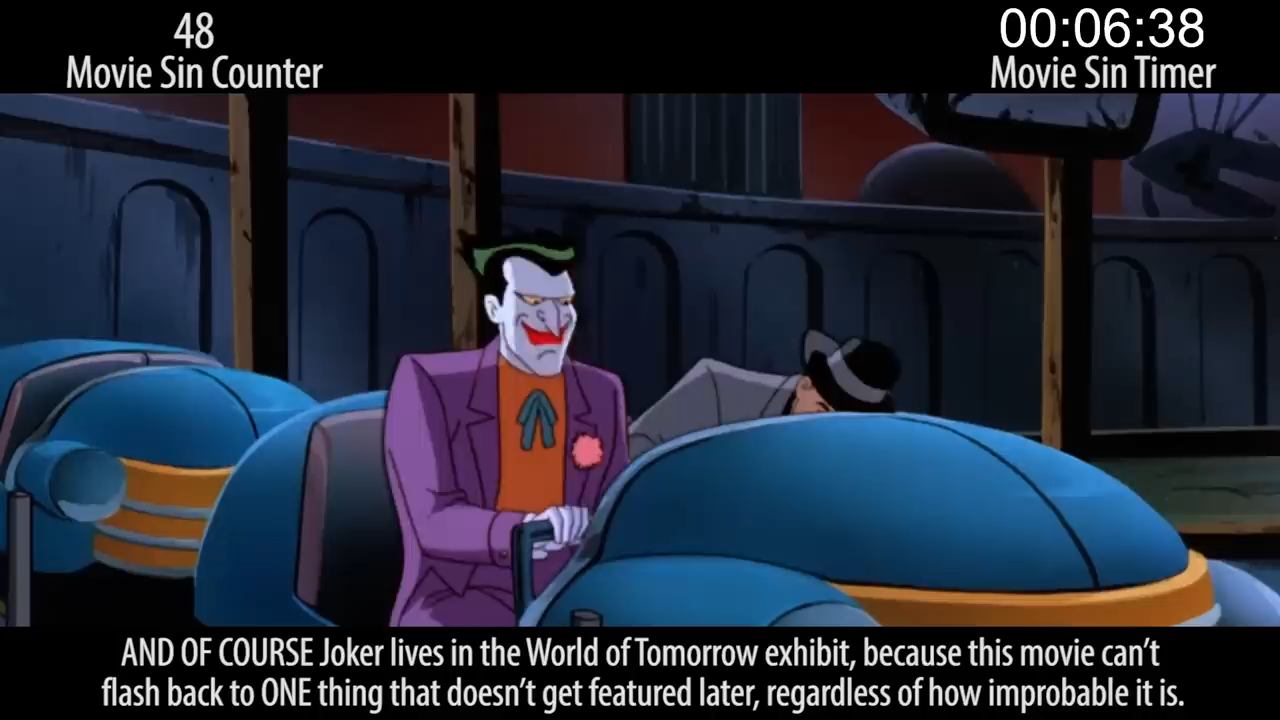 48
Movie Sin Counter
00:06:38
Movie Sin Timer
AND OF COURSE Joker lives in the World of Tomorrow exhibit, because this movie can't
flash back to ONE thing that doesn't get featured later, regardless of how improbable it is.